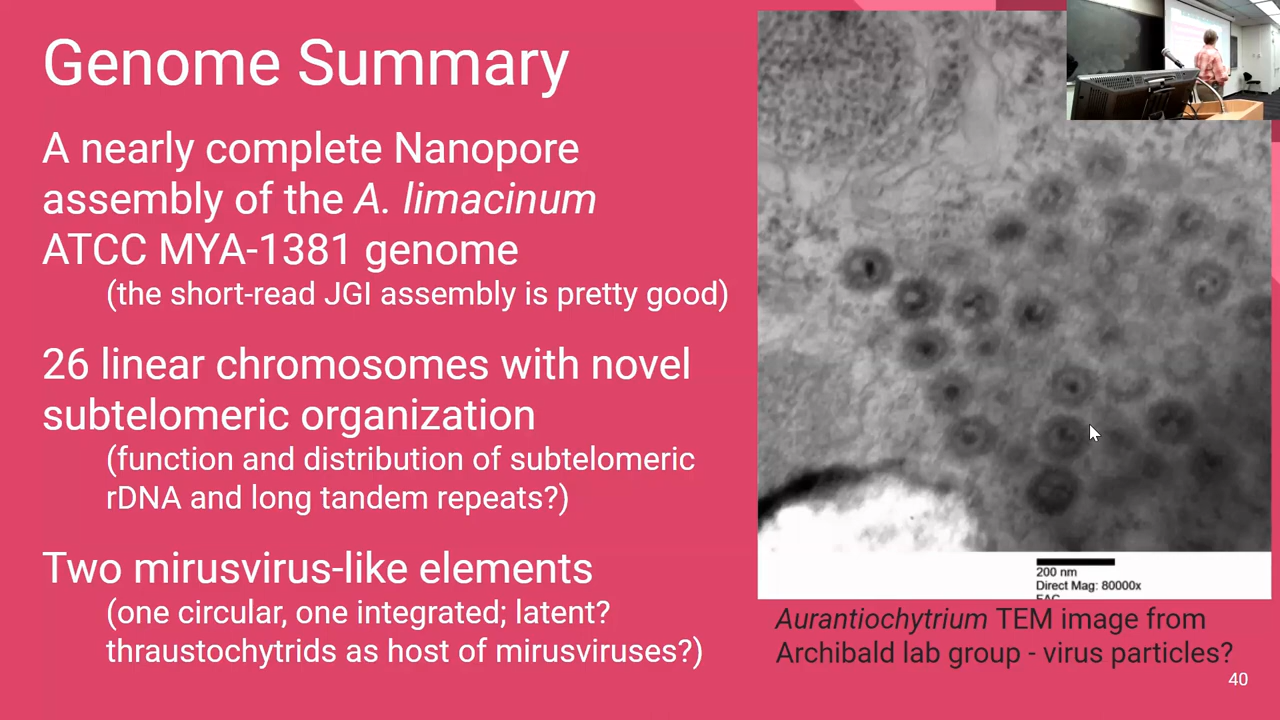 Genome Summary
A nearly complete Nanopore
assembly of the A. limacinum
ATCC MYA-1381 genome
(the short-read JGI assembly is pretty good)
26 linear chromosomes with novel
subtelomeric organization
(function and distribution of subtelomeric
rDNA and long tandem repeats?)
Two mirusvirus-like elements
(one circular, one integrated; latent?
thraustochytrids as host of mirusviruses?)
200 nm
Direct Mag: 80000x
Aurantiochytrium TEM image from
Archibald lab group - virus particles?
40